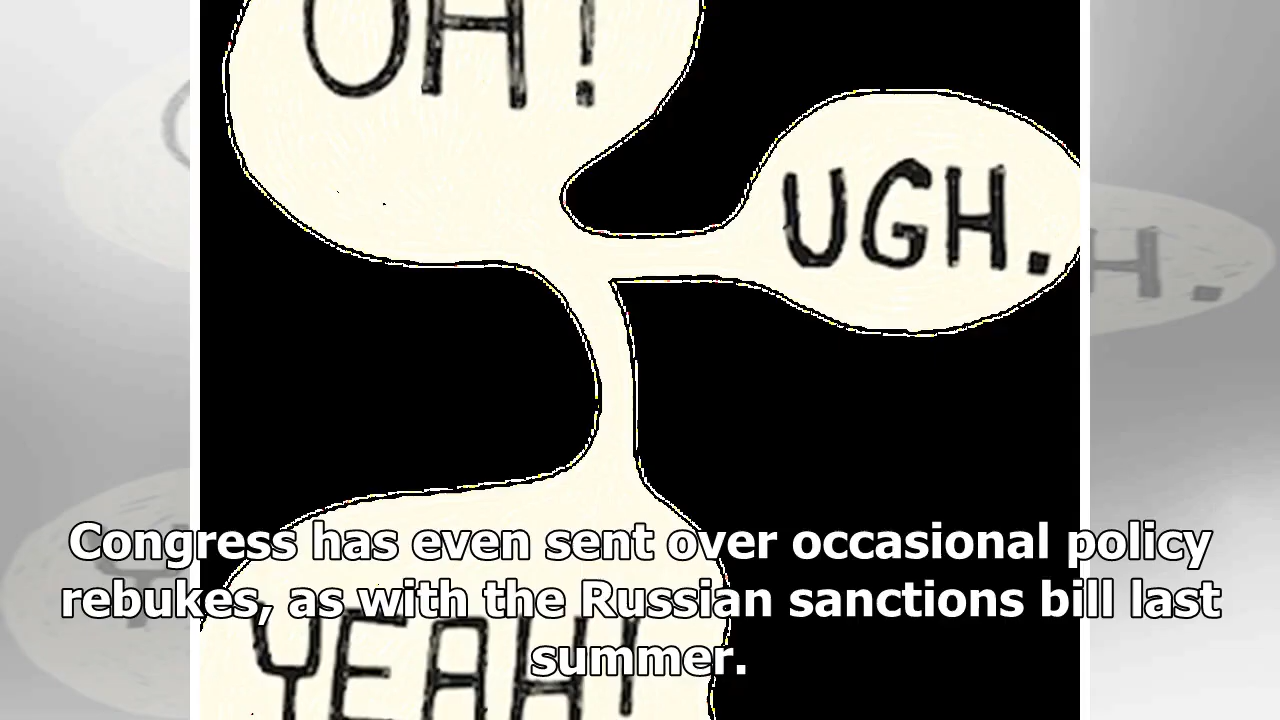 OH!
UGH.
Congress has even sent over occasional policy
rebukes, as with the Russian sanctions bill last
summer.
YEAH!